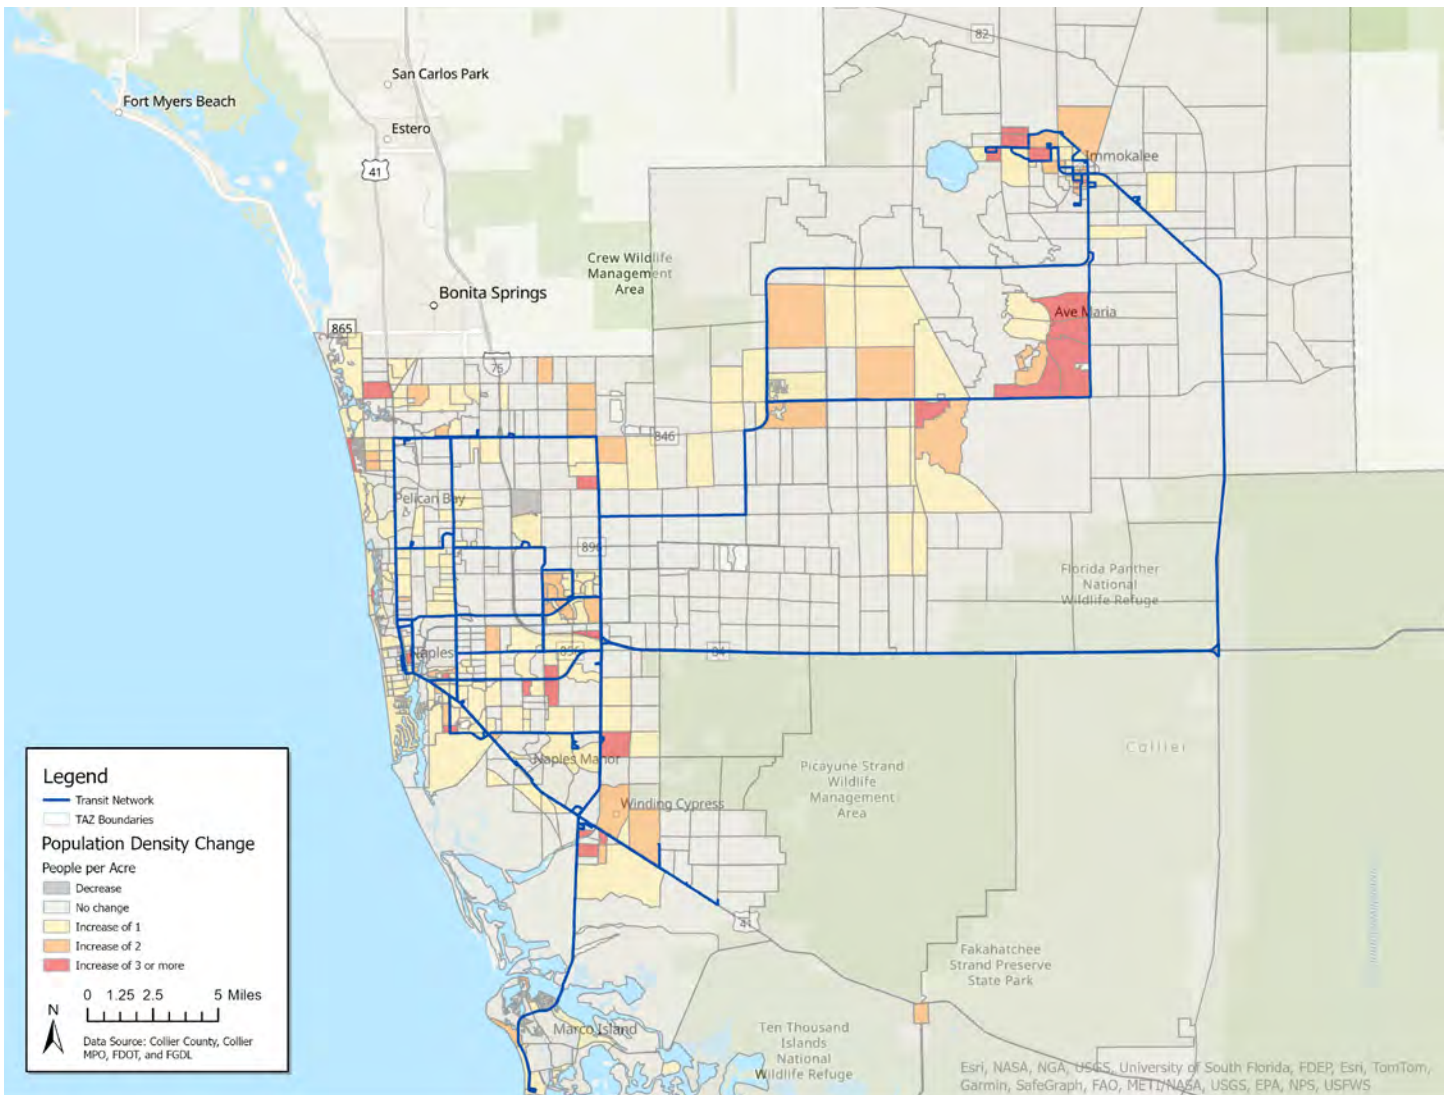 82
San Carlos Park
Fort Myers Beach
Estero
41
Immokalee
Crew Wildlife
Management
Area
Bonita Springs
865
Ave Maria
75
846
Pelican Bay
896
Florida Panther
National
Wildlife Refuge
Naples
856
84
Collier
Naples Manor
Picayune Strand
Wildlife
Management
Area
Winding Cypress
41
Fakahatchee
Strand Preserve
State Park
Marco Island
Ten Thousand
Islands
National
Wildlife Refuge
Legend
Transit Network
TAZ Boundaries
Population Density Change
People per Acre
Decrease
No change
Increase of 1
Increase of 2
Increase of 3 or more
N
0 1.25 2.5 5 Miles
Data Source: Collier County, Collier
MPO, FDOT, and FGDL
Esri, NASA, NGA, USGS, University of South Florida, FDEP, Esri, TomTom,
Garmin, SafeGraph, FAO, METI/NASA, USGS, EPA, NPS, USFWS